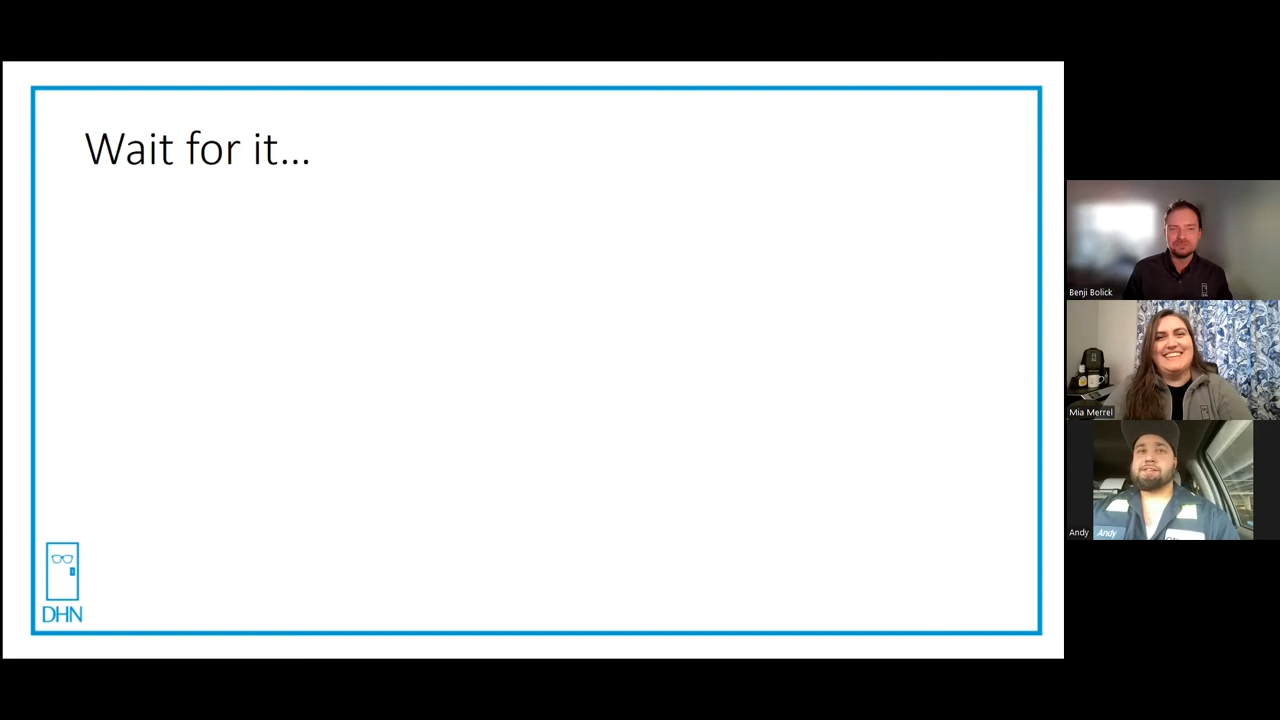 Wait for it...
DHN
Benji Bolick
Mia Merrel
Andy
Andy